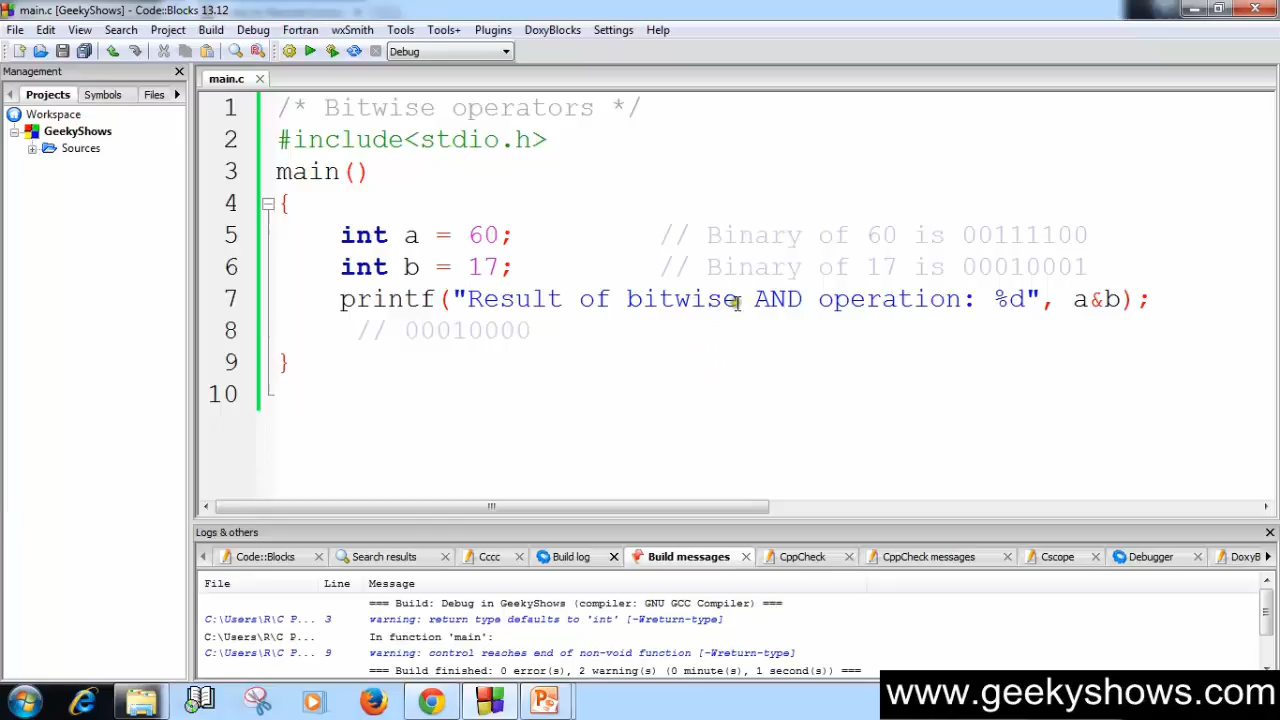 main.c [GeekyShows] - Code::Blocks 13.12
File Edit View Search Project Build Debug Fortran wxSmith Tools Tools+ Plugins DoxyBlocks Settings Help
Debug
Management
Projects Symbols Files
Workspace
GeekyShows
Sources
main.c
1 /* Bitwise operators */
2 #include<stdio.h>
3 main()
4 {
5 int a = 60; // Binary of 60 is 00111100
6 int b = 17; // Binary of 17 is 00010001
7 printf("Result of bitwise AND operation: %d", a&b);
8 // 00010000
9 }
10
Logs & others
Code::Blocks Search results Cccc Build log Build messages CppCheck CppCheck messages Cscope Debugger DoxyB
File Line Message
=== Build: Debug in GeekyShows (compiler: GNU GCC Compiler) ===
C:\Users\R\C P... 3 warning: return type defaults to 'int' [-Wreturn-type]
C:\Users\R\C P... In function 'main':
C:\Users\R\C P... 9 warning: control reaches end of non-void function [-Wreturn-type]
=== Build finished: 0 error(s), 2 warning(s) (0 minute(s), 1 second(s)) ===
www.geekyshows.com